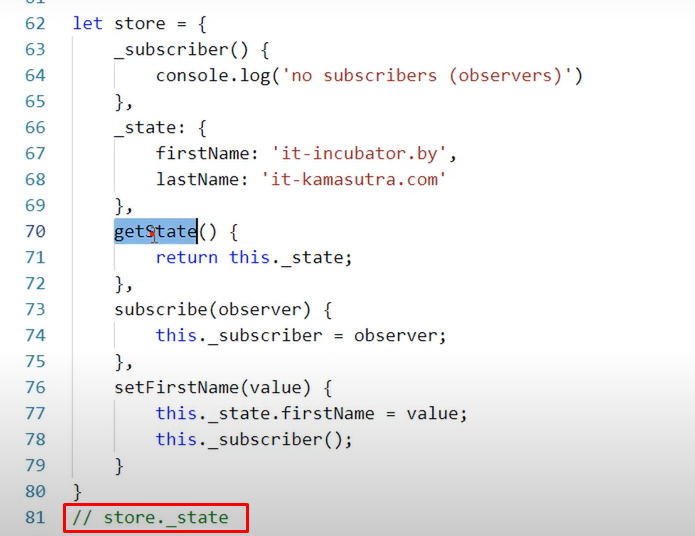 62 let store = {
63 _subscriber() {
64 console.log('no subscribers (observers)')
65 },
66 _state: {
67 firstName: 'it-incubator.by',
68 lastName: 'it-kamasutra.com'
69 },
70 getState() {
71 return this._state;
72 },
73 subscribe(observer) {
74 this._subscriber = observer;
75 },
76 setFirstName(value) {
77 this._state.firstName = value;
78 this._subscriber();
79 }
80 }
81 // store._state